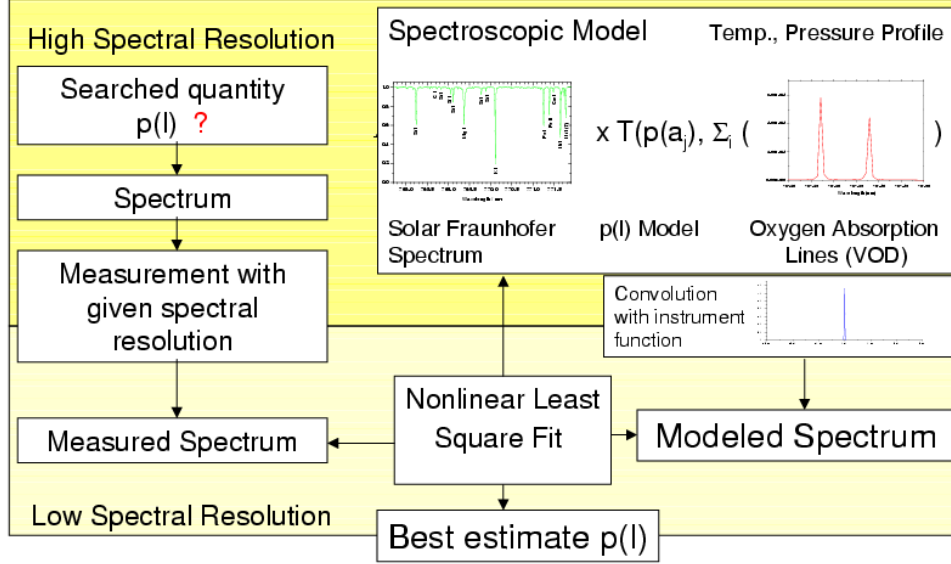 High Spectral Resolution
Searched quantity
p(l) ?
Spectrum
Measurement with
given spectral
resolution
Measured Spectrum
Low Spectral Resolution
Spectroscopic Model
Temp., Pressure Profile
x T(p(aj), Σi ( )
Solar Fraunhofer
Spectrum
p(l) Model
Oxygen Absorption
Lines (VOD)
Convolution
with instrument
function
Nonlinear Least
Square Fit
Modeled Spectrum
Best estimate p(l)